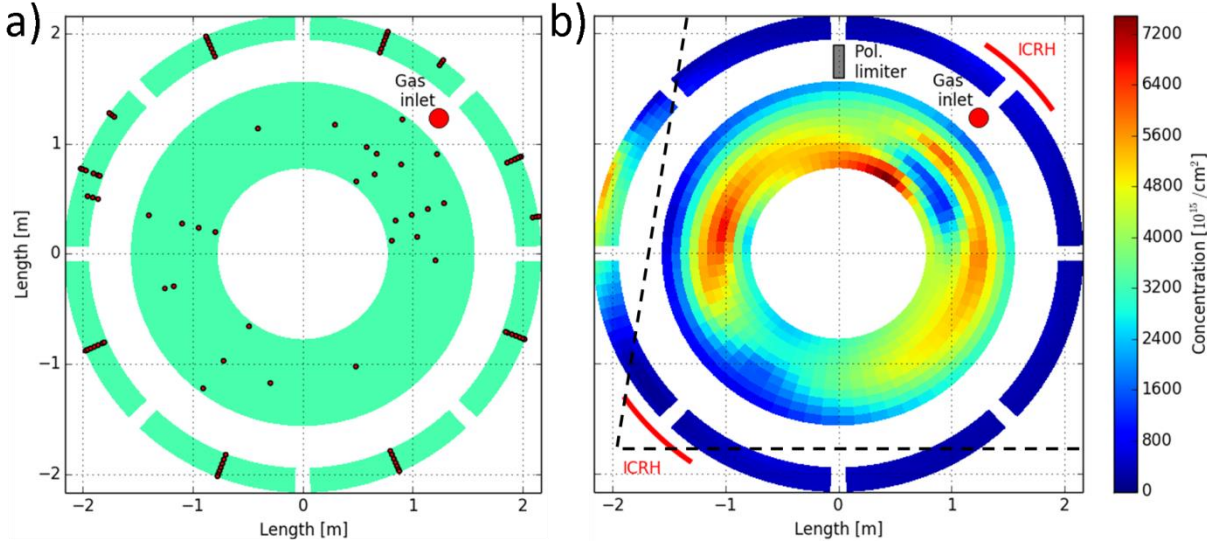 a)
2
1
0
−1
−2
−2
−1
0
1
2
Length [m]
Length [m]
Gas
inlet
b)
−2
−1
0
1
2
Length [m]
Pol.
limiter
Gas
inlet
ICRH
ICRH
7200
6400
5600
4800
4000
3200
2400
1600
800
0
Concentration [10¹⁵/cm²]